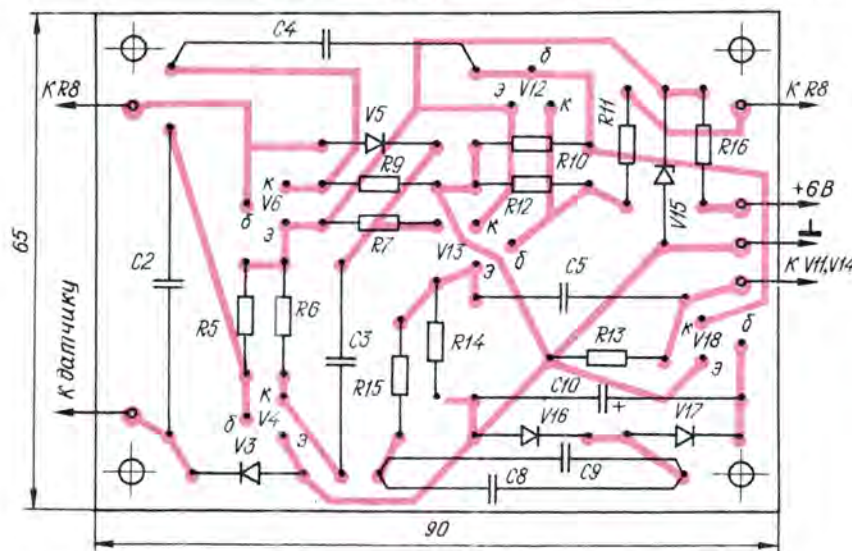 C4
б
V12
К R8
V5
Э
к
R11
К R8
R9
R10
R16
к
V6
R12
+6В
б
э
R7
к
V15
⊥
65
V13
б
C2
э
C5
К V11,V14
R5
R6
C3
R14
R13
к
V18
б
э
R15
C10
+
К датчику
к
V4
б
э
V16
V17
V3
C9
C8
90